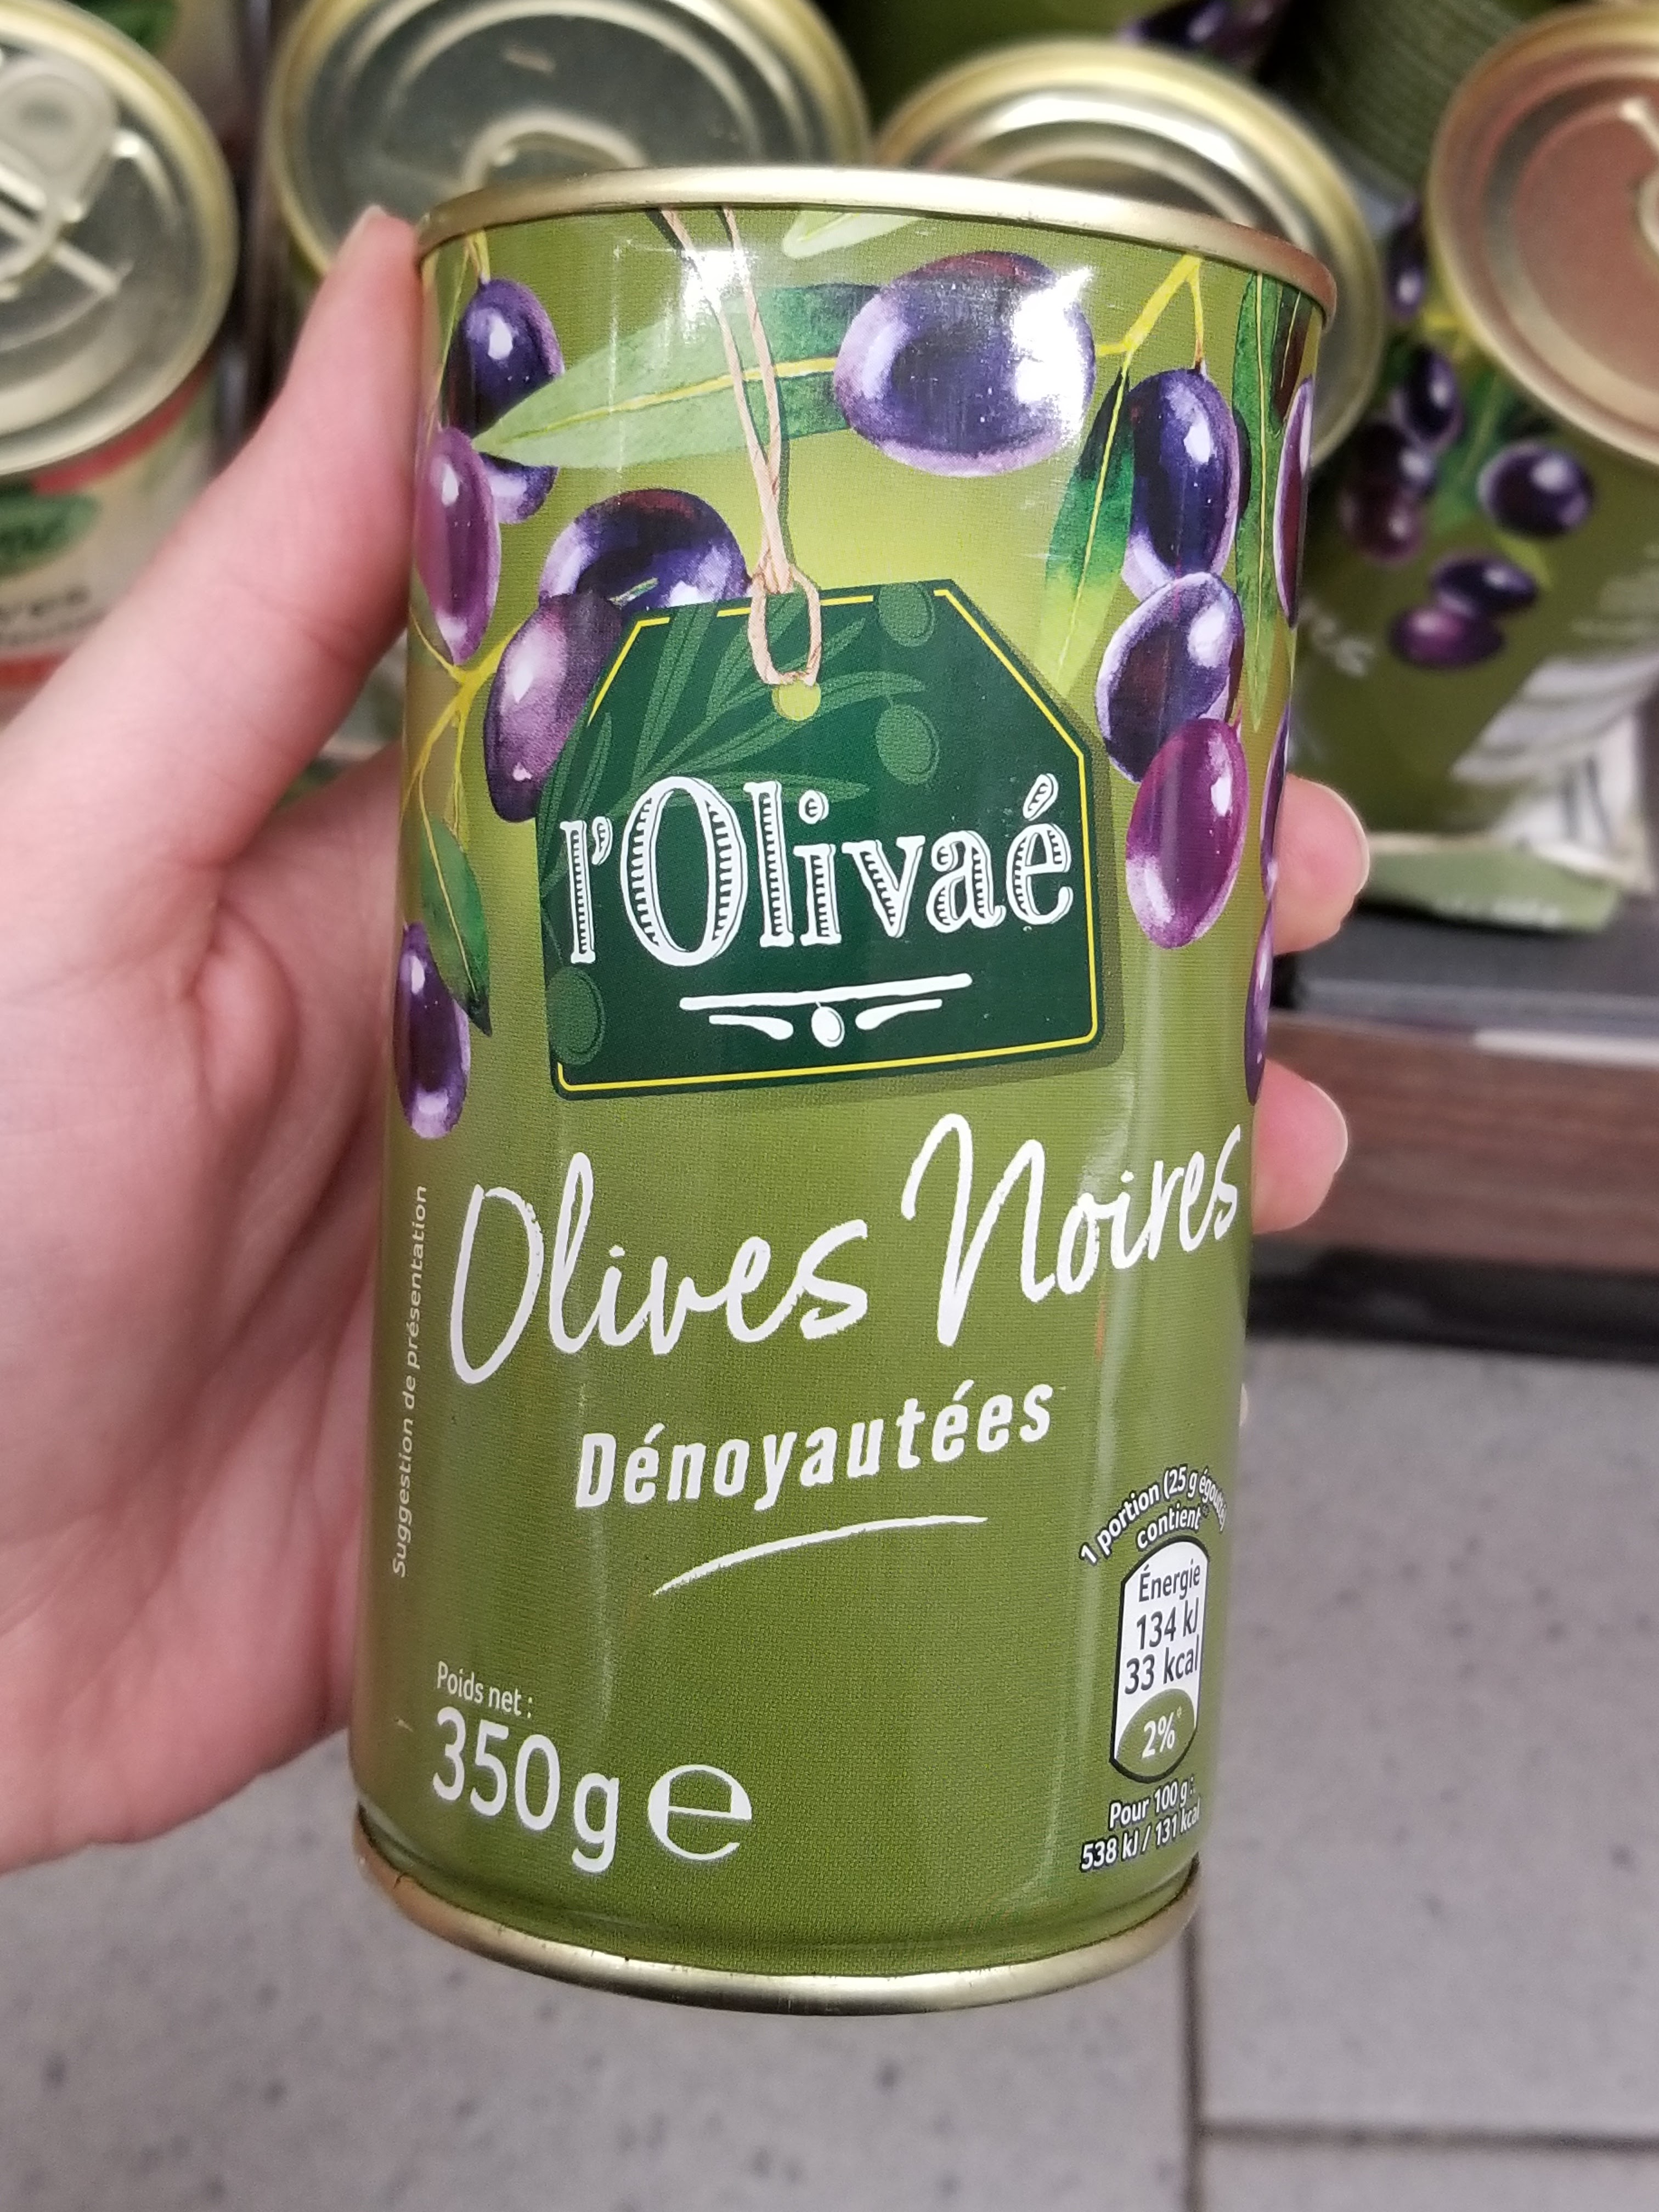 l'Olivaé
Olives Noires
Dénoyautées
Suggestion de présentation
1 portion (25 g
contient
Énergie
134 kJ
33 kcal
2%*
Pour 100 g :
538 kJ / 131 kcal
Poids net :
350g e